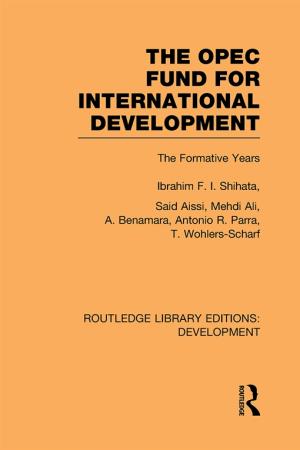 THE OPEC
FUND FOR
INTERNATIONAL
DEVELOPMENT
The Formative Years
Ibrahim F. I. Shihata,
Said Aissi, Mehdi Ali,
A. Benamara, Antonio R. Parra,
T. Wohlers-Scharf
ROUTLEDGE LIBRARY EDITIONS:
DEVELOPMENT
ROUTLEDGE